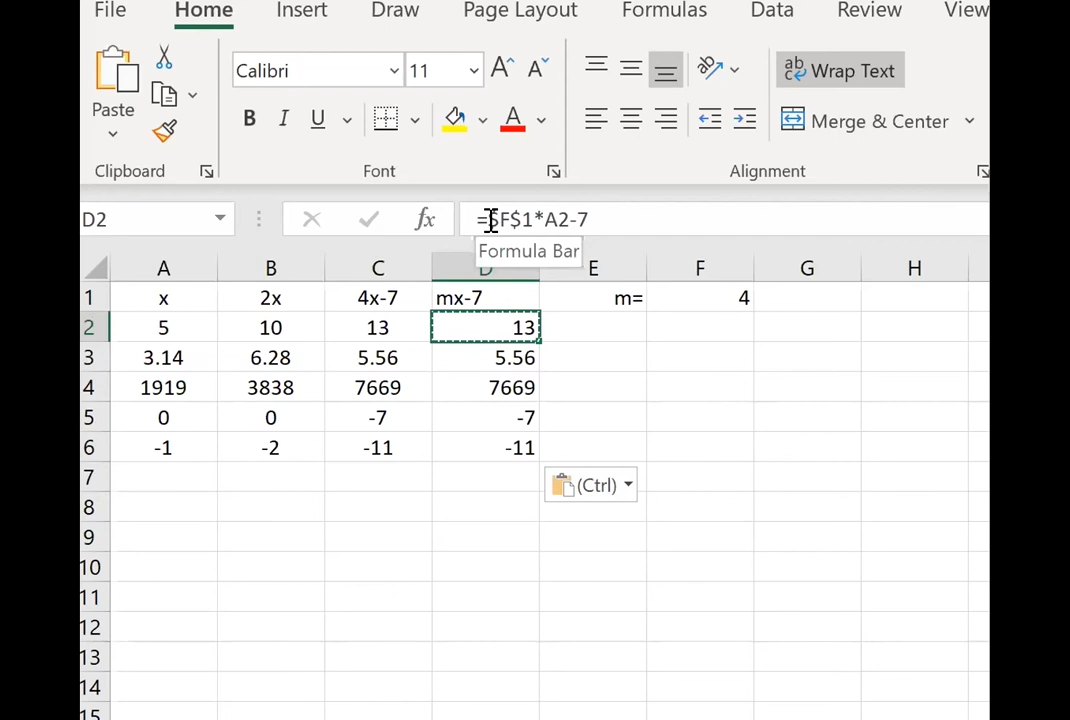 File Home Insert Draw Page Layout Formulas Data Review View
Calibri 11 A A ab c Wrap Text
Paste B I U A Merge & Center
Clipboard Font Alignment
D2 fx =$F$1*A2-7
Formula Bar
A B C D E F G H
1 x 2x 4x-7 mx-7 m= 4
2 5 10 13 13
3 3.14 6.28 5.56 5.56
4 1919 3838 7669 7669
5 0 0 -7 -7
6 -1 -2 -11 -11
7 (Ctrl)
8
9
10
11
12
13
14
15